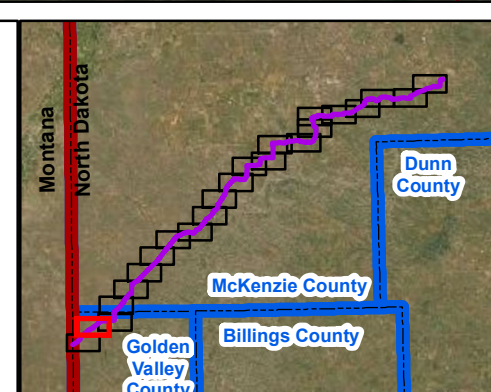 Montana
North Dakota
Dunn
County
McKenzie County
Billings County
Golden
Valley
County